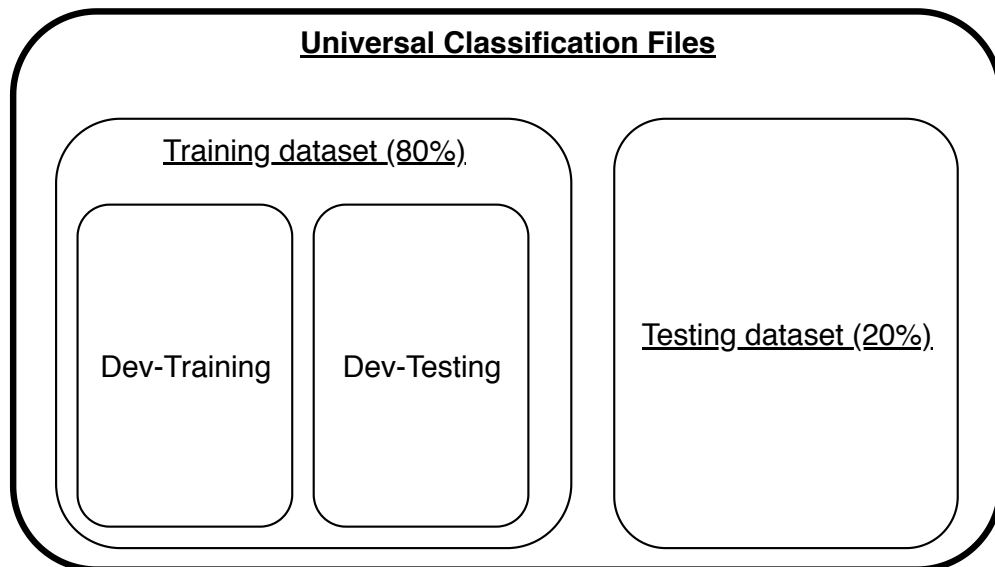 Universal Classification Files
Training dataset (80%)
Dev-Training
Dev-Testing
Testing dataset (20%)